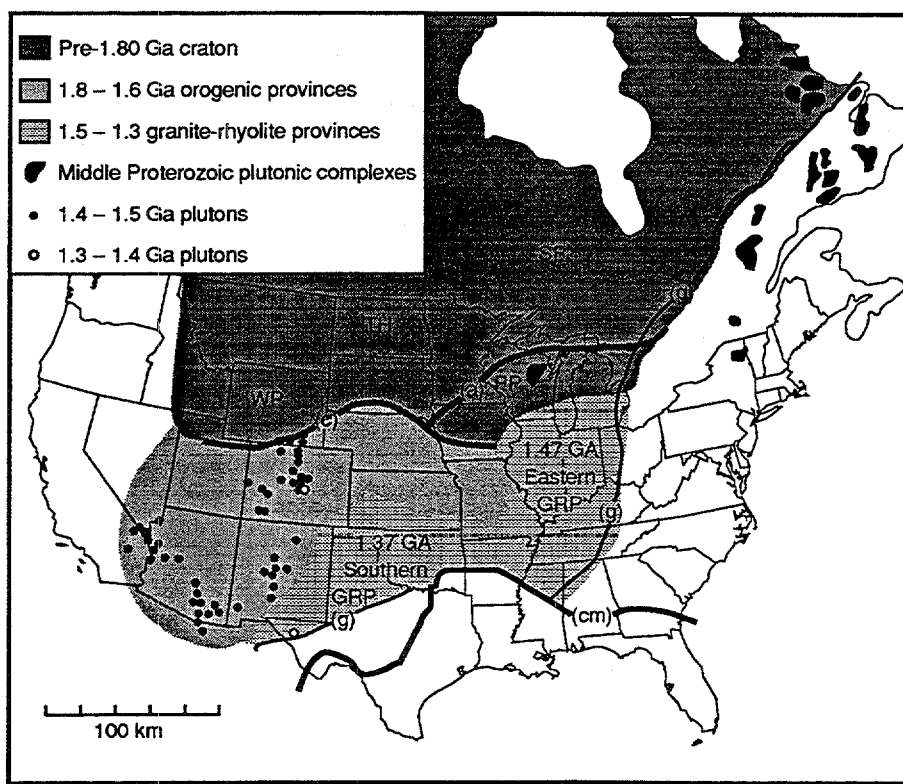 Pre-1.80 Ga craton
1.8 – 1.6 Ga orogenic provinces
1.5 – 1.3 granite-rhyolite provinces
Middle Proterozoic plutonic complexes
1.4 – 1.5 Ga plutons
1.3 – 1.4 Ga plutons
(g)
WP
(c)
(a)
PP
1.47 GA
Eastern
GRP
(g)
1.37 GA
Southern
GRP
(g)
(cm)
100 km